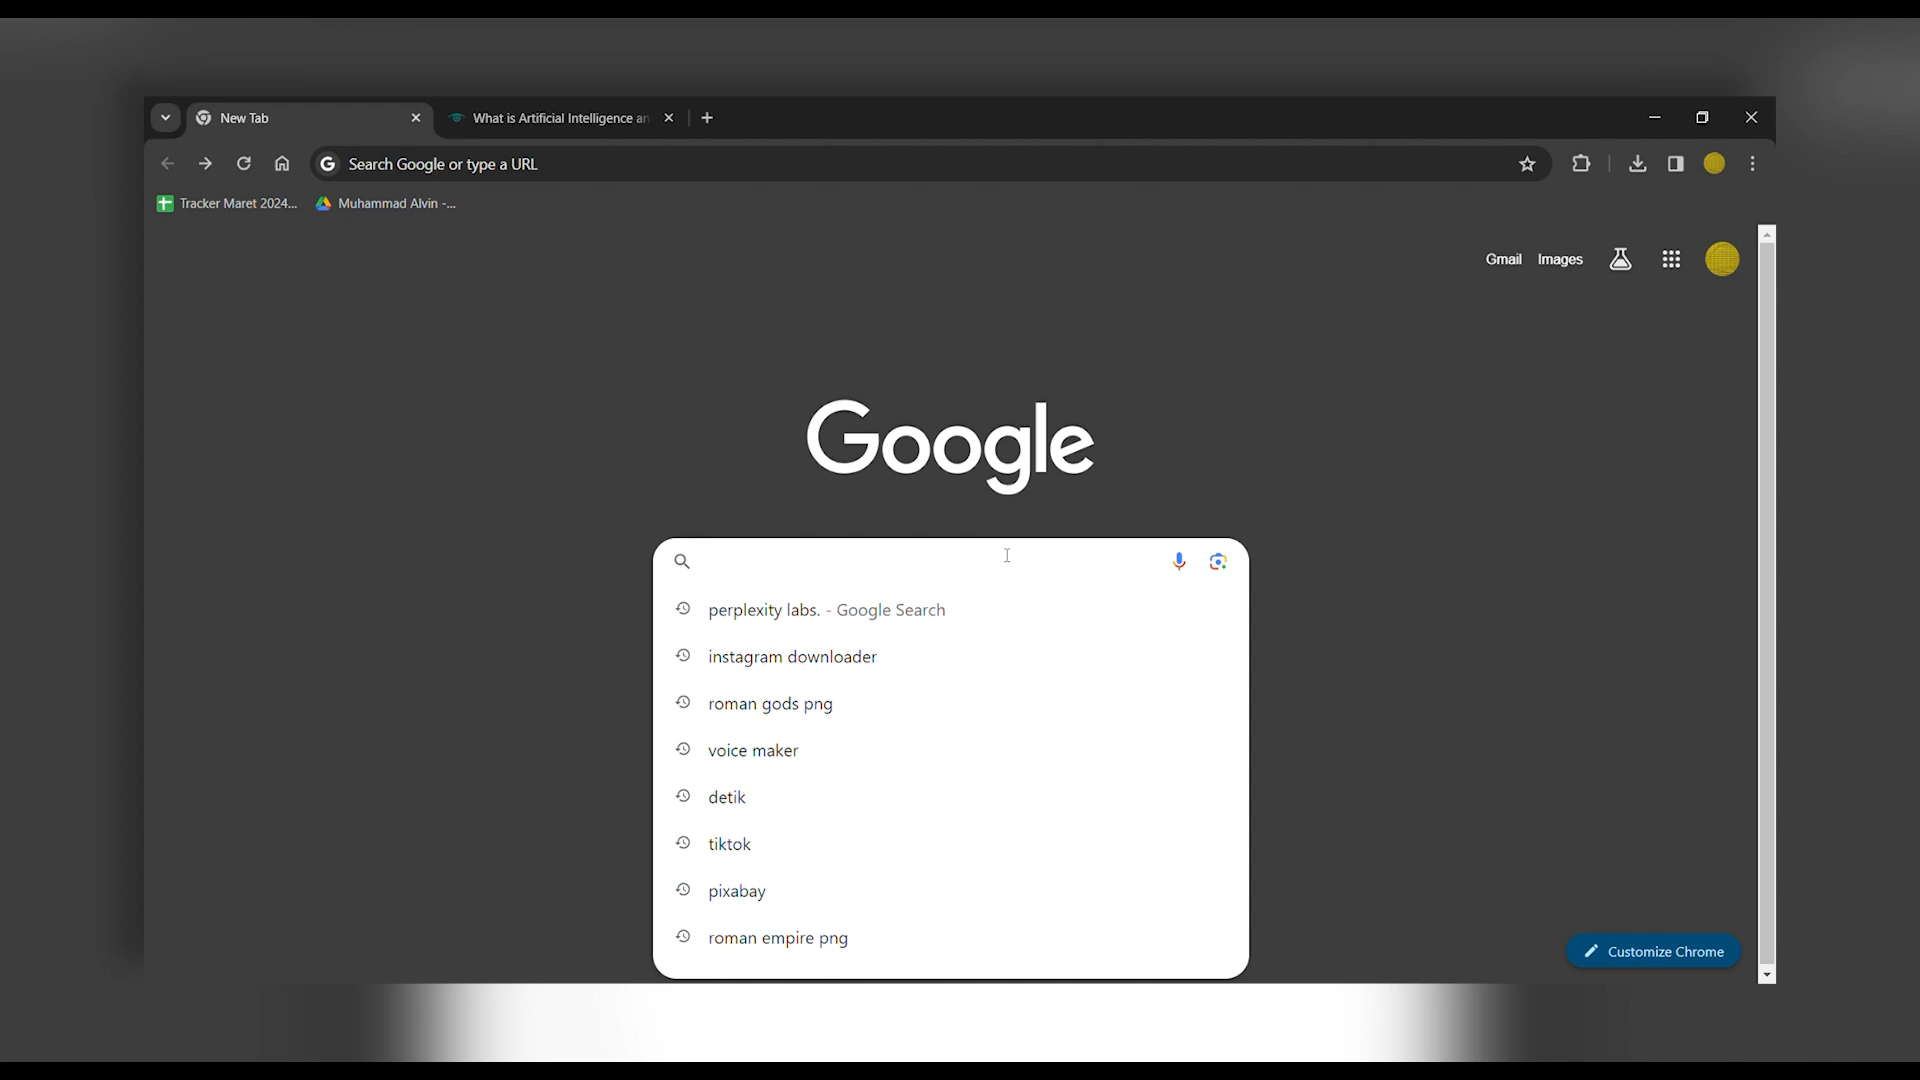 New Tab
What is Artificial Intelligence an
Search Google or type a URL
Tracker Maret 2024...
Muhammad Alvin -...
Gmail Images
Google
perplexity labs. - Google Search
instagram downloader
roman gods png
voice maker
detik
tiktok
pixabay
roman empire png
Customize Chrome